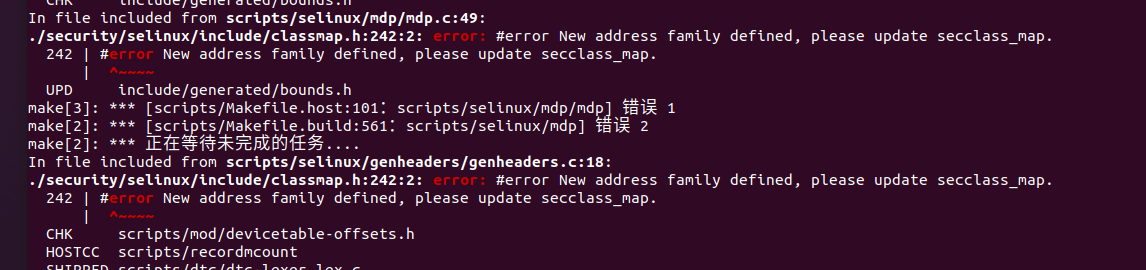 CHK     include/generated/bounds.h
In file included from scripts/selinux/mdp/mdp.c:49:
./security/selinux/include/classmap.h:242:2: error: #error New address family defined, please update secclass_map.
  242 | #error New address family defined, please update secclass_map.
      |  ^~~~~
  UPD     include/generated/bounds.h
make[3]: *** [scripts/Makefile.host:101：scripts/selinux/mdp/mdp] 错误 1
make[2]: *** [scripts/Makefile.build:561：scripts/selinux/mdp] 错误 2
make[2]: *** 正在等待未完成的任务....
In file included from scripts/selinux/genheaders/genheaders.c:18:
./security/selinux/include/classmap.h:242:2: error: #error New address family defined, please update secclass_map.
  242 | #error New address family defined, please update secclass_map.
      |  ^~~~~
  CHK     scripts/mod/devicetable-offsets.h
  HOSTCC  scripts/recordmcount
  SHIPPED scripts/dtc/dtc-lexer.lex.c